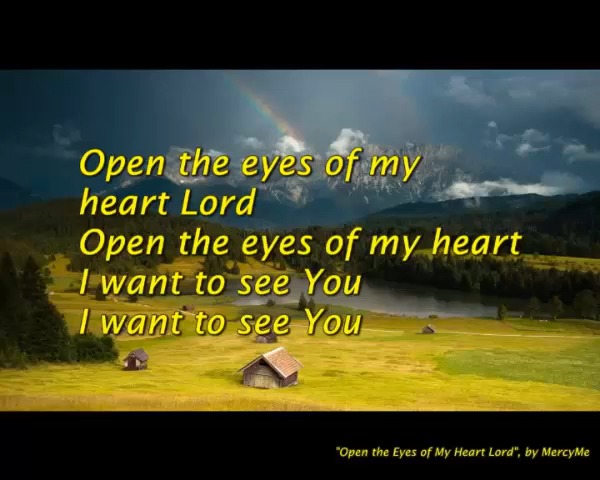 Open the eyes of my
heart Lord
Open the eyes of my heart
I want to see You
I want to see You
"Open the Eyes of My Heart Lord", by MercyMe